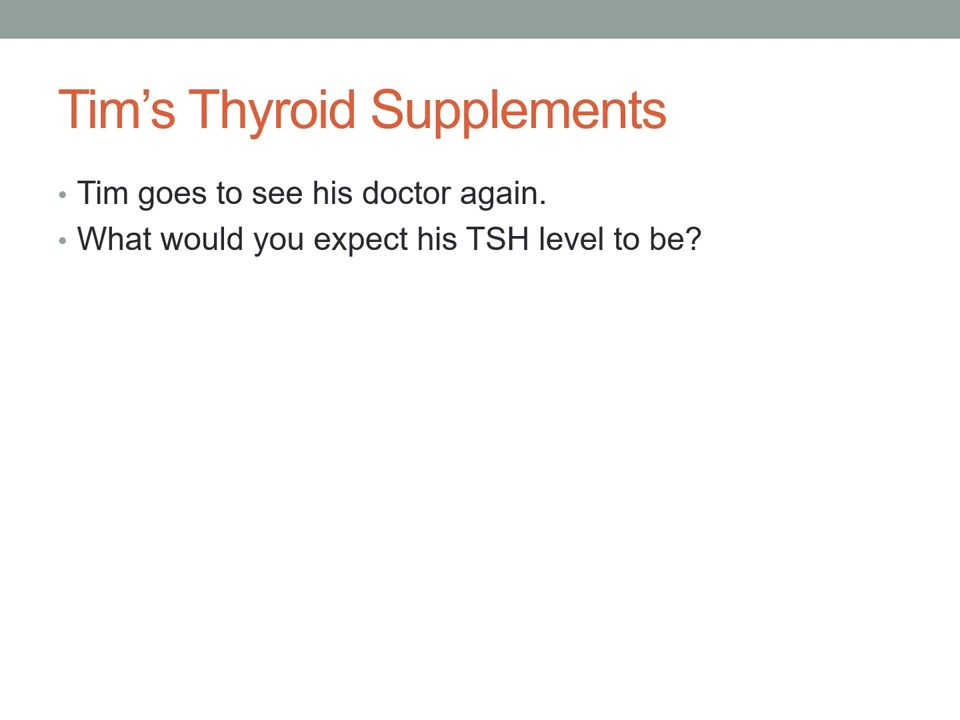 Tim’s Thyroid Supplements
• Tim goes to see his doctor again.
• What would you expect his TSH level to be?